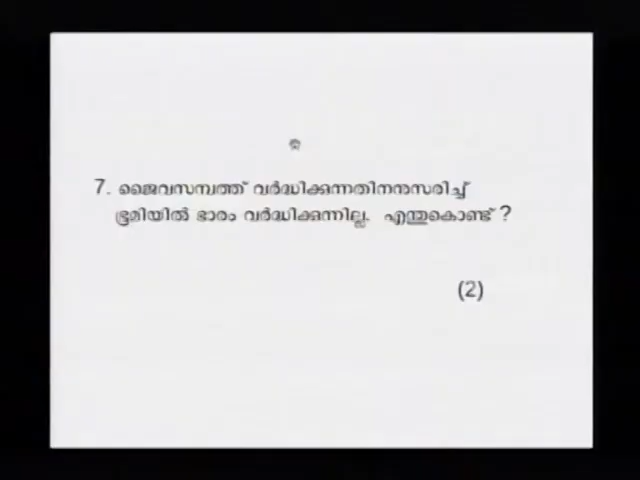 7. ജൈവസമ്പത്ത് വർദ്ധിക്കുന്നതിനനുസരിച്ച്
ഭൂമിയിൽ ഭാരം വർദ്ധിക്കുന്നില്ല. എന്തുകൊണ്ട് ?
(2)